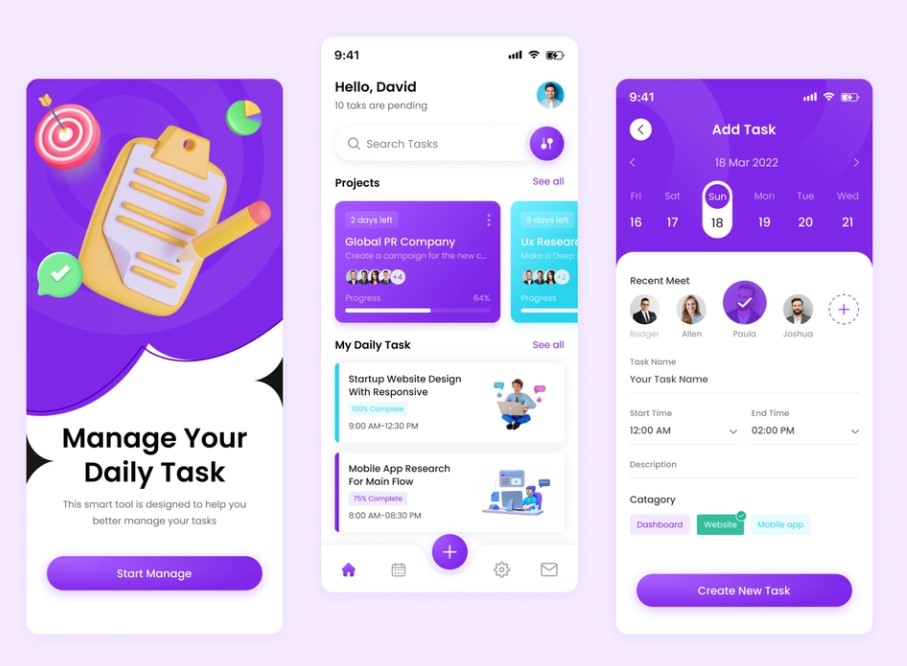 Manage Your
Daily Task
This smart tool is designed to help you
better manage your tasks
Start Manage
9:41
Hello, David
10 taks are pending
Search Tasks
Projects
See all
2 days left
Global PR Company
Create a campaign for the new c...
+4
Progress
64%
5 days left
Ux Researc
Make a Deep
+2
Progress
My Daily Task
See all
Startup Website Design
With Responsive
100% Complete
9:00 AM-12:30 PM
Mobile App Research
For Main Flow
75% Complete
8:00 AM-08:30 PM
9:41
Add Task
18 Mar 2022
Fri Sat Sun Mon Tue Wed
16 17 18 19 20 21
Recent Meet
Rodger Allen Paula Joshua
Task Name
Your Task Name
Start Time End Time
12:00 AM 02:00 PM
Description
Catagory
Dashboard Website Mobile app
Create New Task